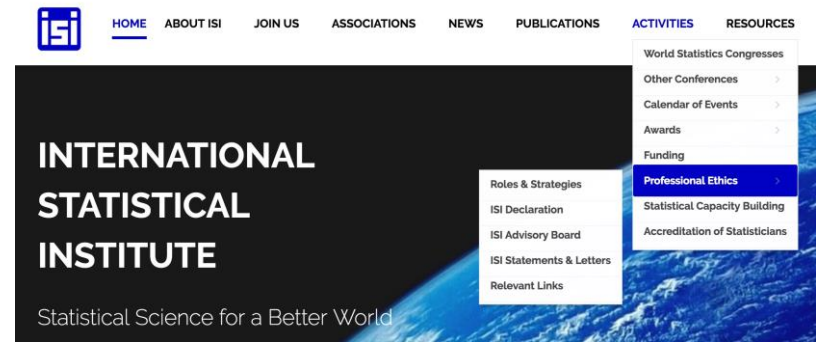 isi
HOME ABOUT ISI JOIN US ASSOCIATIONS NEWS PUBLICATIONS ACTIVITIES RESOURCES
World Statistics Congresses
Other Conferences
Calendar of Events
Awards
Funding
Professional Ethics
Statistical Capacity Building
Accreditation of Statisticians
Roles & Strategies
ISI Declaration
ISI Advisory Board
ISI Statements & Letters
Relevant Links
INTERNATIONAL
STATISTICAL
INSTITUTE
Statistical Science for a Better World